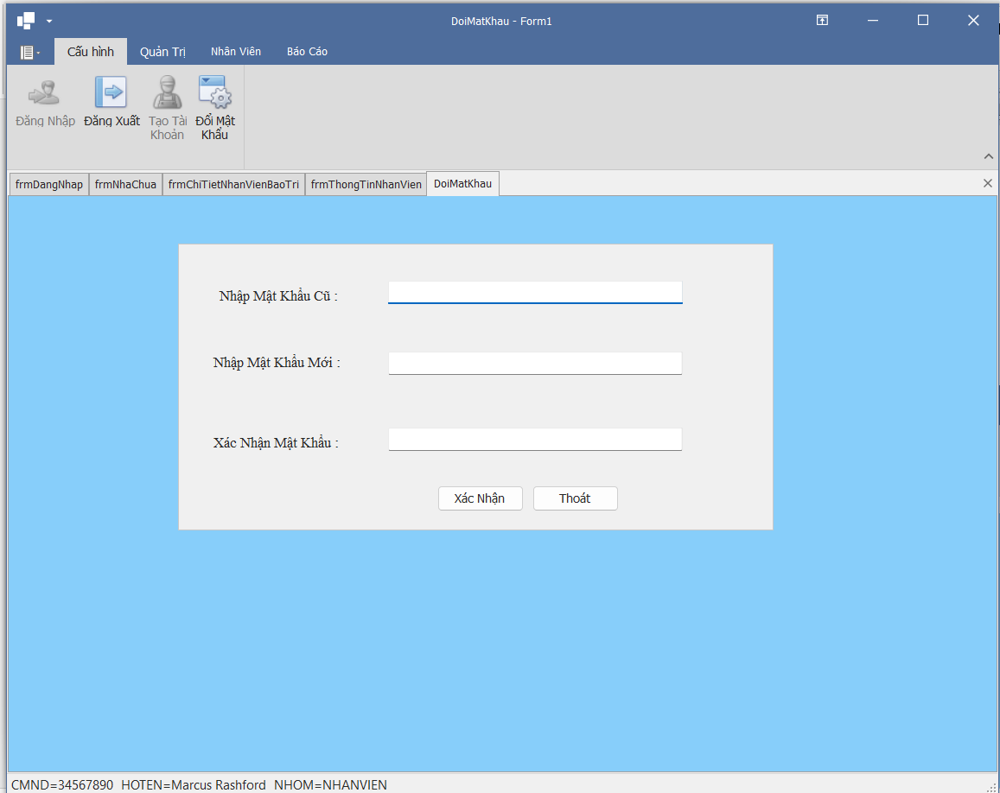 DoiMatKhau - Form1
Cấu hình Quản Trị Nhân Viên Báo Cáo
Đăng Nhập Đăng Xuất Tạo Tài Khoản Đổi Mật Khẩu
frmDangNhap frmNhaChua frmChiTietNhanVienBaoTri frmThongTinNhanVien DoiMatKhau
Nhập Mật Khẩu Cũ :
Nhập Mật Khẩu Mới :
Xác Nhận Mật Khẩu :
Xác Nhận Thoát
CMND=34567890 HOTEN=Marcus Rashford NHOM=NHANVIEN